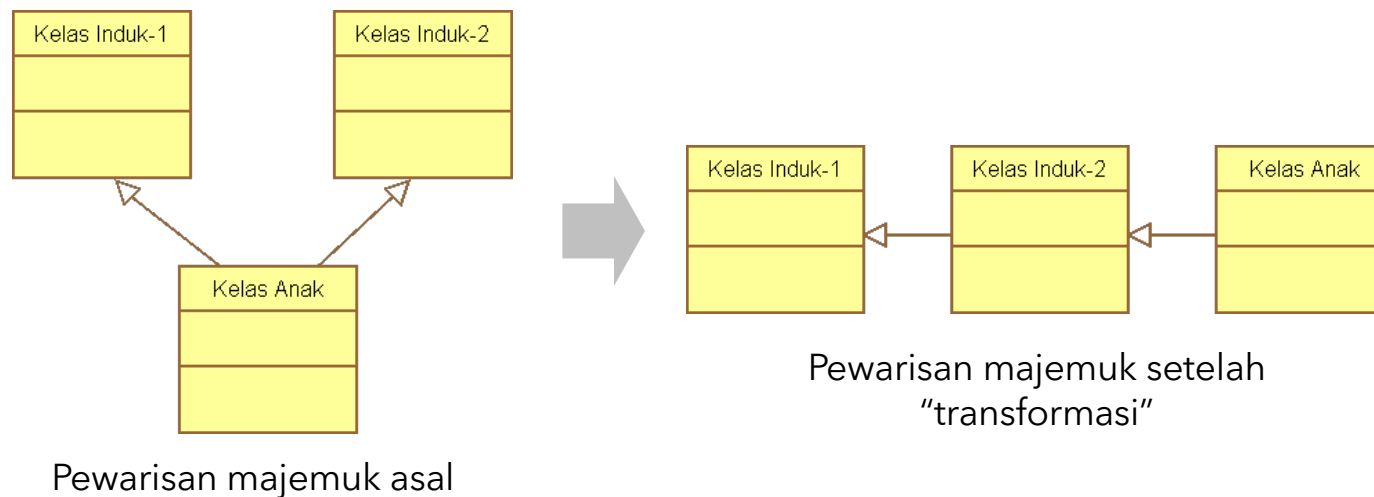 Kelas Induk-1
Kelas Induk-2
Kelas Anak
Pewarisan majemuk asal
Kelas Induk-1
Kelas Induk-2
Kelas Anak
Pewarisan majemuk setelah
“transformasi”